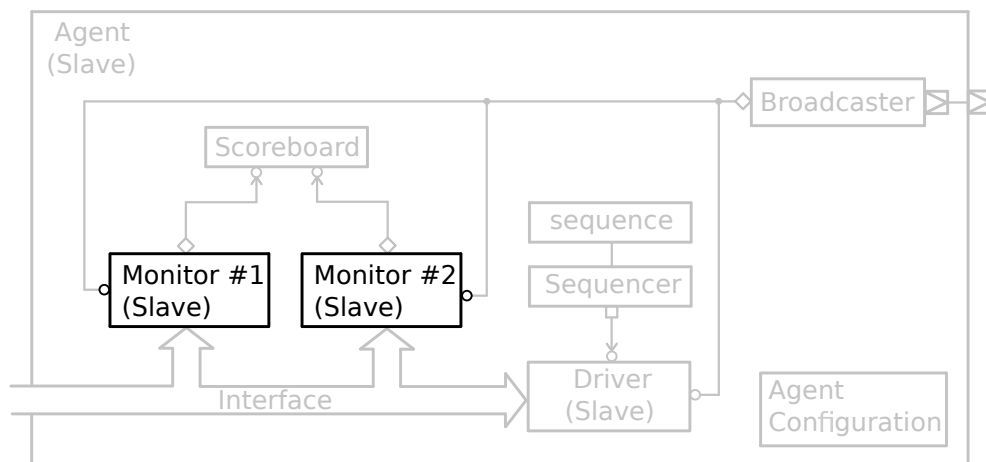 Agent
(Slave)
Broadcaster
Scoreboard
sequence
Monitor #1
(Slave)
Monitor #2
(Slave)
Sequencer
Driver
(Slave)
Interface
Agent
Configuration